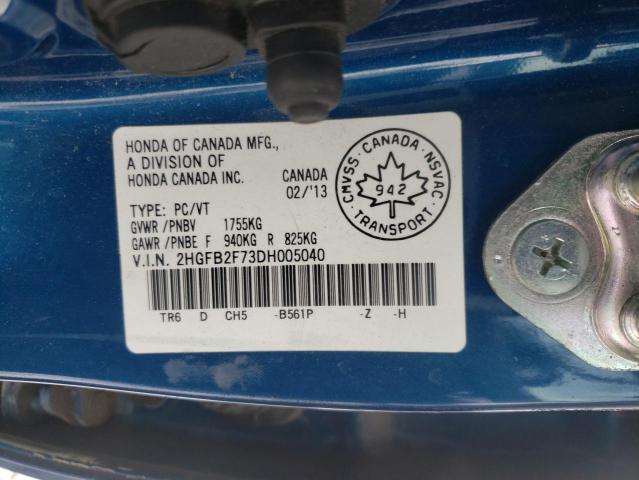 HONDA OF CANADA MFG.,
A DIVISION OF
HONDA CANADA INC.
CANADA
02/'13
TYPE: PC/VT
GVWR /PNBV 1755KG
GAWR /PNBE F 940KG R 825KG
V.I.N. 2HGFB2F73DH005040
TR6 D CH5 -B561P -Z -H
CMVSS · CANADA · NSVAC
942
TRANSPORT